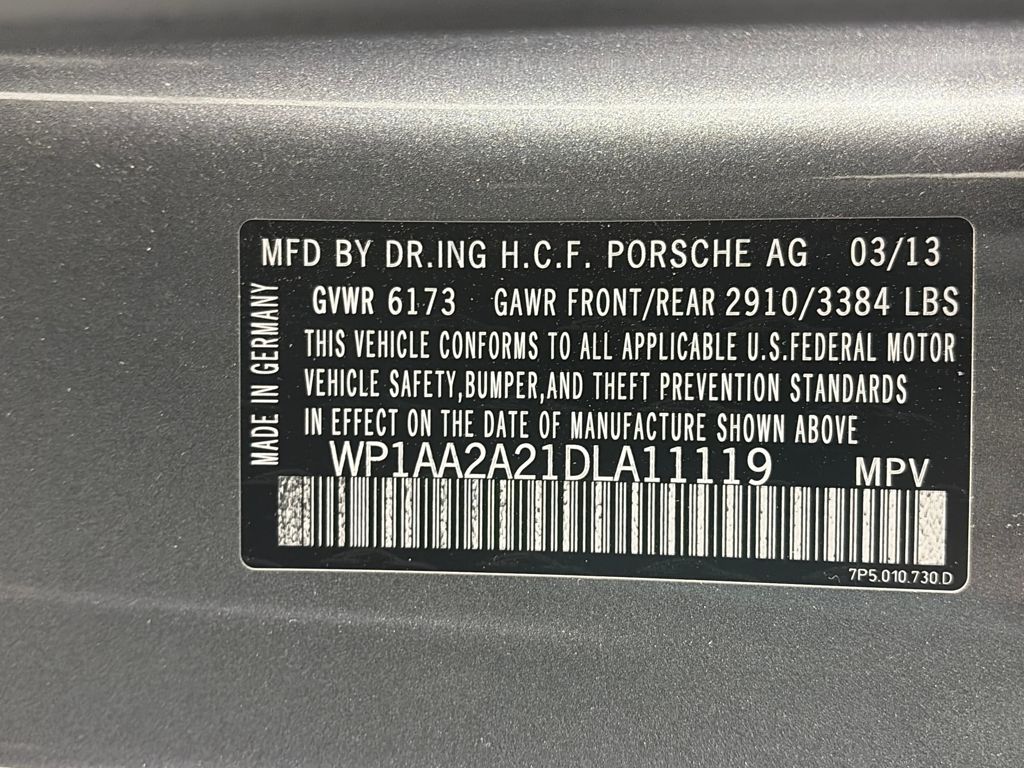 MFD BY DR.ING H.C.F. PORSCHE AG 03/13
GVWR 6173 GAWR FRONT/REAR 2910/3384 LBS
THIS VEHICLE CONFORMS TO ALL APPLICABLE U.S.FEDERAL MOTOR
VEHICLE SAFETY,BUMPER,AND THEFT PREVENTION STANDARDS
IN EFFECT ON THE DATE OF MANUFACTURE SHOWN ABOVE
MADE IN GERMANY
WP1AA2A21DLA11119 MPV
7P5.010.730.D